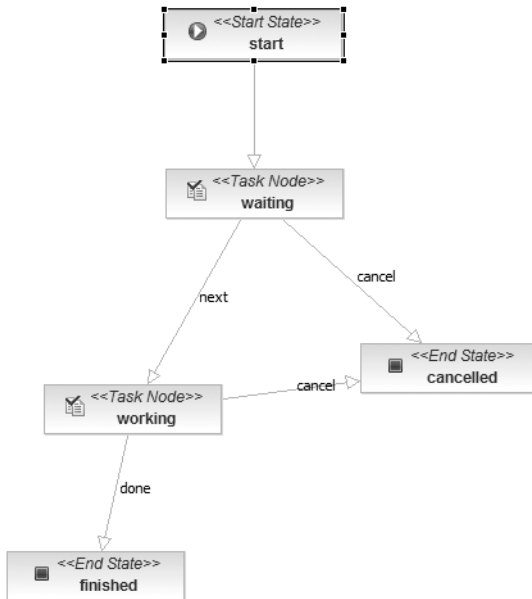 <<Start State>>
start
<<Task Node>>
waiting
next
cancel
<<End State>>
cancelled
<<Task Node>>
working
cancel
done
<<End State>>
finished